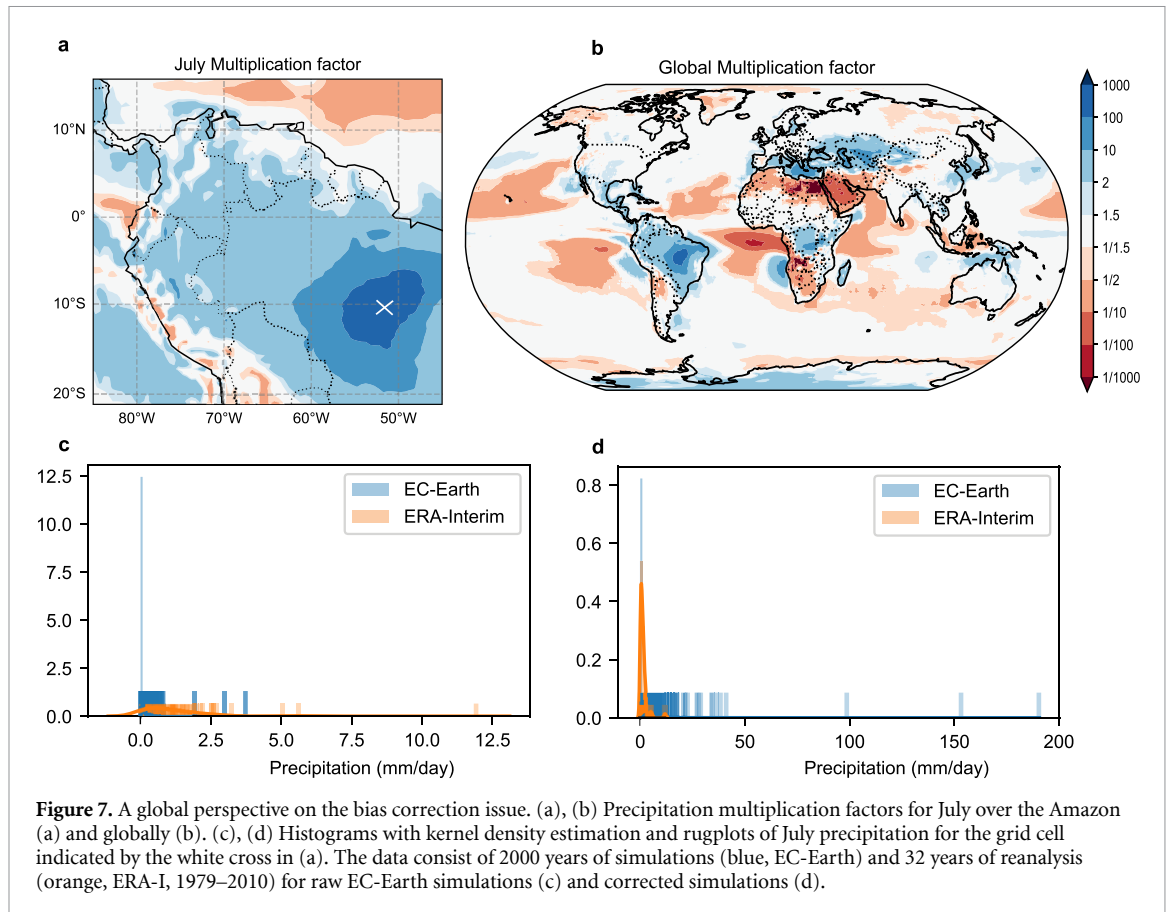 a
July Multiplication factor
10°N
0°
10°S
20°S
80°W 70°W 60°W 50°W
b
Global Multiplication factor
1000
100
10
2
1.5
1/1.5
1/2
1/10
1/100
1/1000
c
12.5
10.0
7.5
5.0
2.5
0.0
EC-Earth
ERA-Interim
0.0 2.5 5.0 7.5 10.0 12.5
Precipitation (mm/day)
d
0.8
0.6
0.4
0.2
0.0
EC-Earth
ERA-Interim
0 50 100 150 200
Precipitation (mm/day)
Figure 7. A global perspective on the bias correction issue. (a), (b) Precipitation multiplication factors for July over the Amazon
(a) and globally (b). (c), (d) Histograms with kernel density estimation and rugplots of July precipitation for the grid cell
indicated by the white cross in (a). The data consist of 2000 years of simulations (blue, EC-Earth) and 32 years of reanalysis
(orange, ERA-I, 1979–2010) for raw EC-Earth simulations (c) and corrected simulations (d).